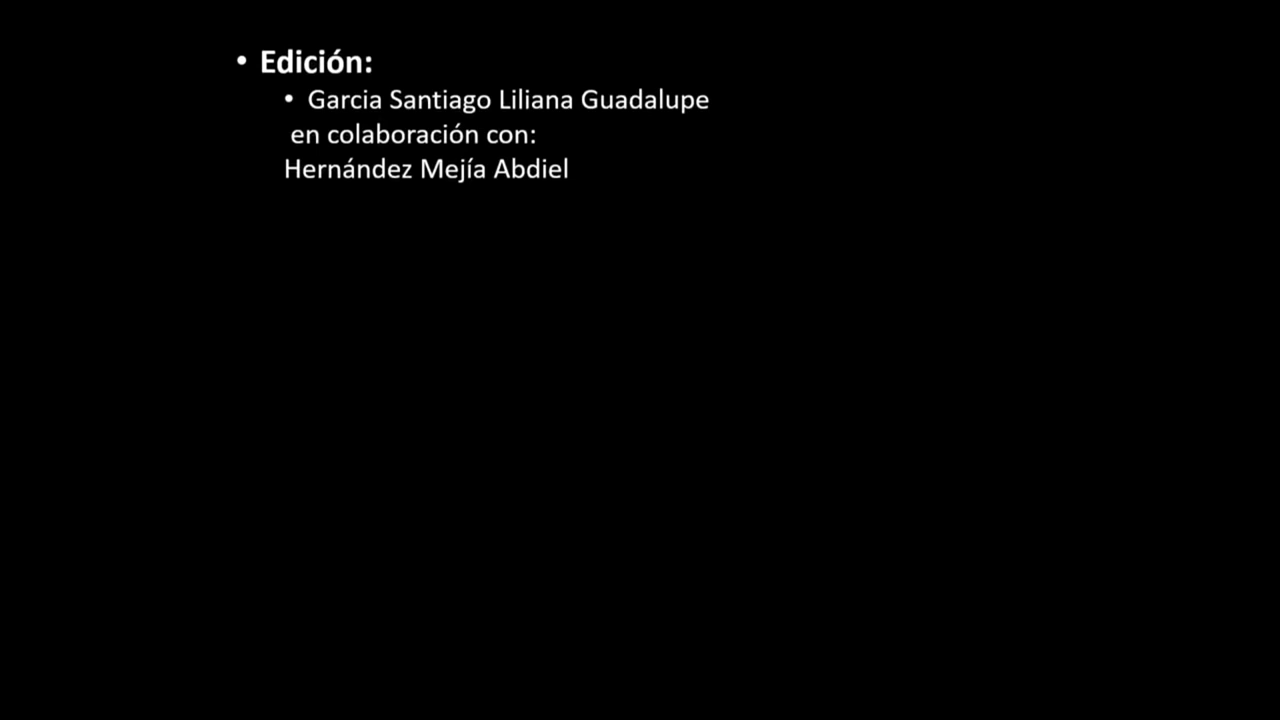 • Edición:
• Garcia Santiago Liliana Guadalupe
en colaboración con:
Hernández Mejía Abdiel